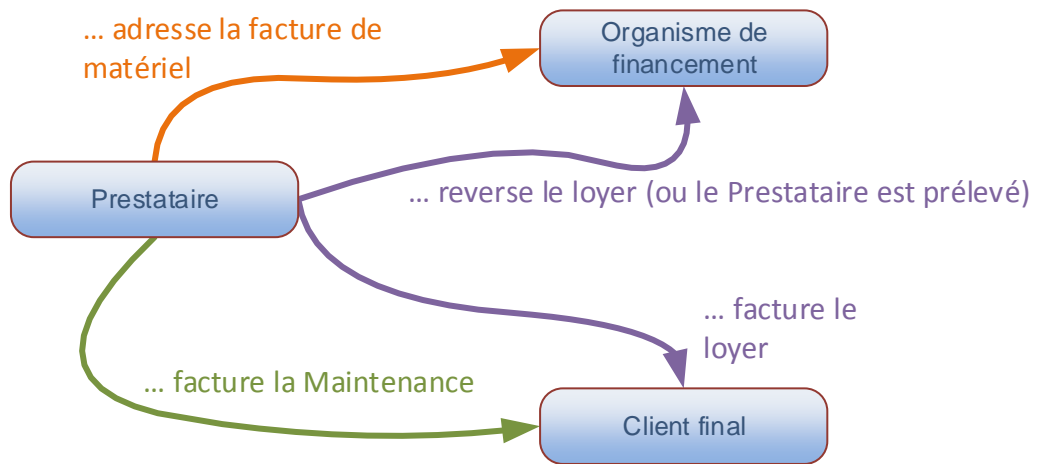 ... adresse la facture de
matériel
Organisme de
financement
Prestataire
... reverse le loyer (ou le Prestataire est prélevé)
... facture le
loyer
... facture la Maintenance
Client final